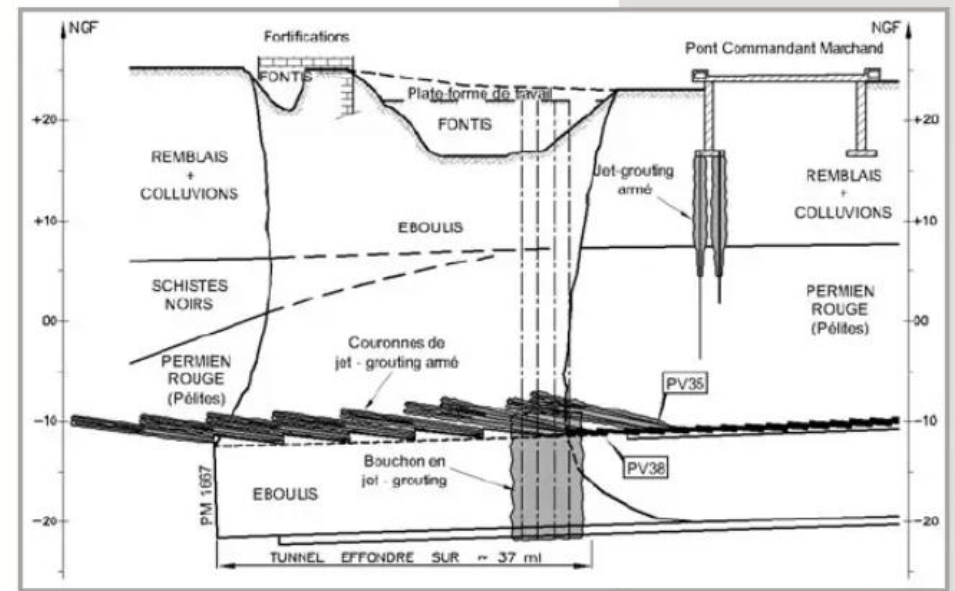 NGF
NGF
Fortifications
Pont Commandant Marchand
FONTIS
Plate-forme de travail
FONTIS
+20
+20
REMBLAIS
+
COLLUVIONS
Jet-grouting
armé
REMBLAIS
+
COLLUVIONS
+10
+10
EBOULIS
SCHISTES
NOIRS
PERMIEN
ROUGE
(Pélites)
00
00
Couronnes de
jet - grouting armé
PERMIEN
ROUGE
(Pélites)
PV35
-10
-10
Bouchon en
jet - grouting
PV38
PM 1667
EBOULIS
-20
-20
TUNNEL EFFONDRE SUR ~ 37 ml